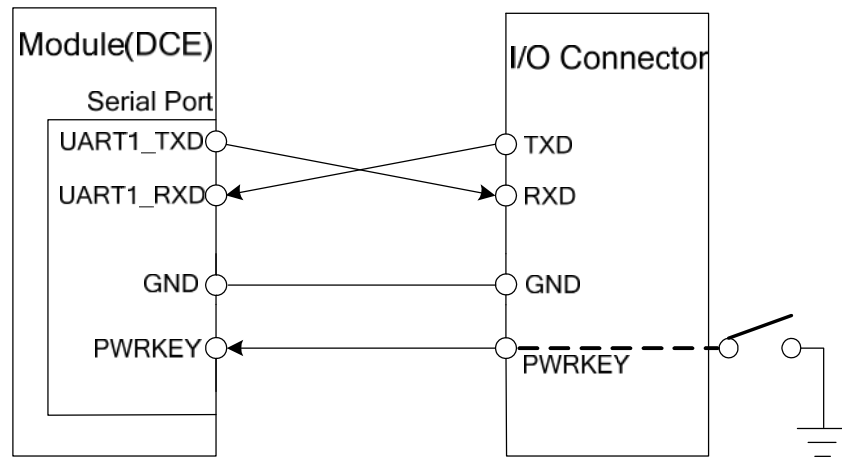 Module(DCE)
Serial Port
UART1_TXD
UART1_RXD
GND
PWRKEY
I/O Connector
TXD
RXD
GND
PWRKEY